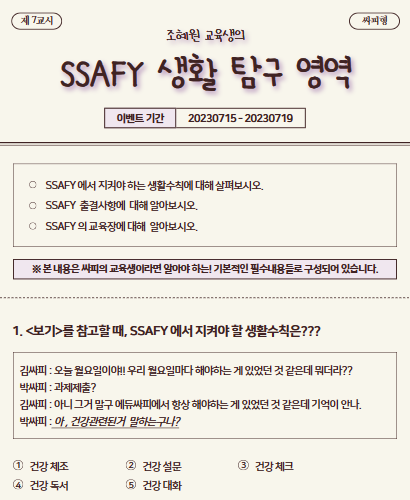 제 7교시
싸피형
조혜원 교육생의
SSAFY 생활 탐구 영역
이벤트 기간 20230715 - 20230719
○ SSAFY 에서 지켜야 하는 생활수칙에 대해 살펴보시오.
○ SSAFY 출결사항에 대해 알아보시오.
○ SSAFY 의 교육장에 대해 알아보시오.
※ 본 내용은 싸피의 교육생이라면 알아야 하는! 기본적인 필수내용들로 구성되어 있습니다.
1. <보기>를 참고할 때, SSAFY 에서 지켜야 할 생활수칙은???
김싸피 : 오늘 월요일이야!! 우리 월요일마다 해야하는 게 있었던 것 같은데 뭐더라??
박싸피 : 과제제출?
김싸피 : 아니 그거 말구 에듀싸피에서 항상 해야하는 게 있었던 것 같은데 기억이 안나.
박싸피 : 아 , 건강관련된거 말하는구나?
① 건강 체조 ② 건강 설문 ③ 건강 체크
④ 건강 독서 ⑤ 건강 대화